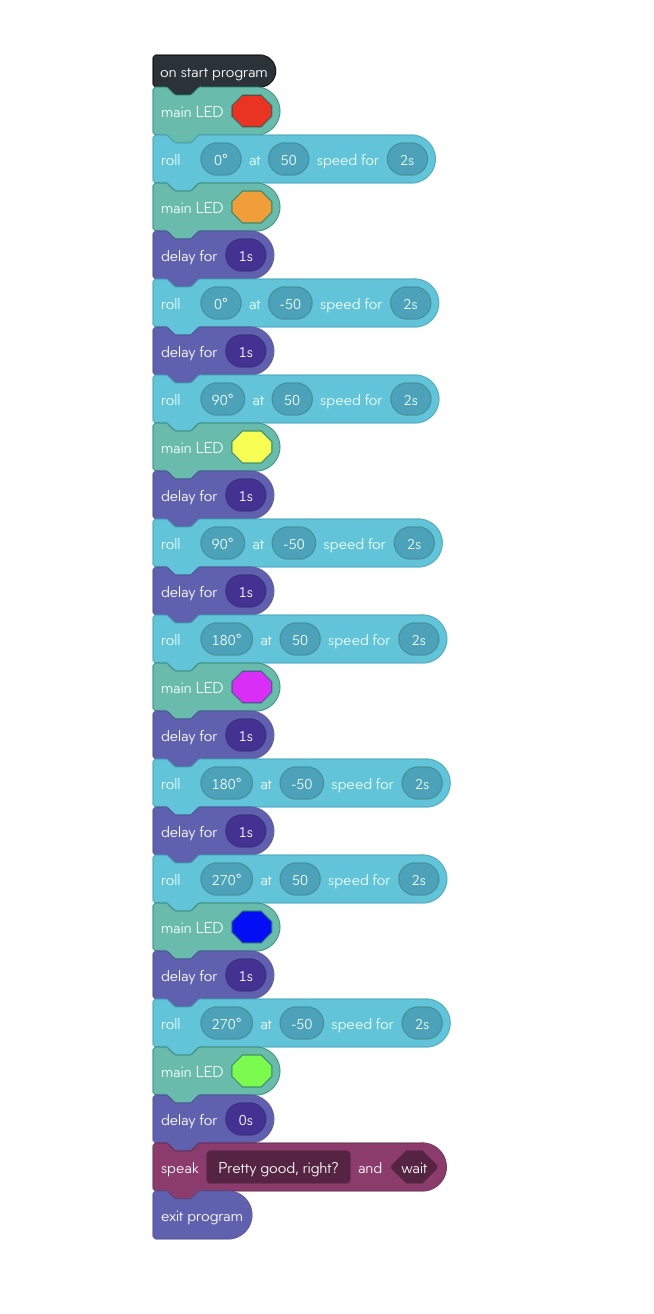 on start program
main LED
roll 0° at 50 speed for 2s
main LED
delay for 1s
roll 0° at -50 speed for 2s
delay for 1s
roll 90° at 50 speed for 2s
main LED
delay for 1s
roll 90° at -50 speed for 2s
delay for 1s
roll 180° at 50 speed for 2s
main LED
delay for 1s
roll 180° at -50 speed for 2s
delay for 1s
roll 270° at 50 speed for 2s
main LED
delay for 1s
roll 270° at -50 speed for 2s
main LED
delay for 0s
speak Pretty good, right? and wait
exit program